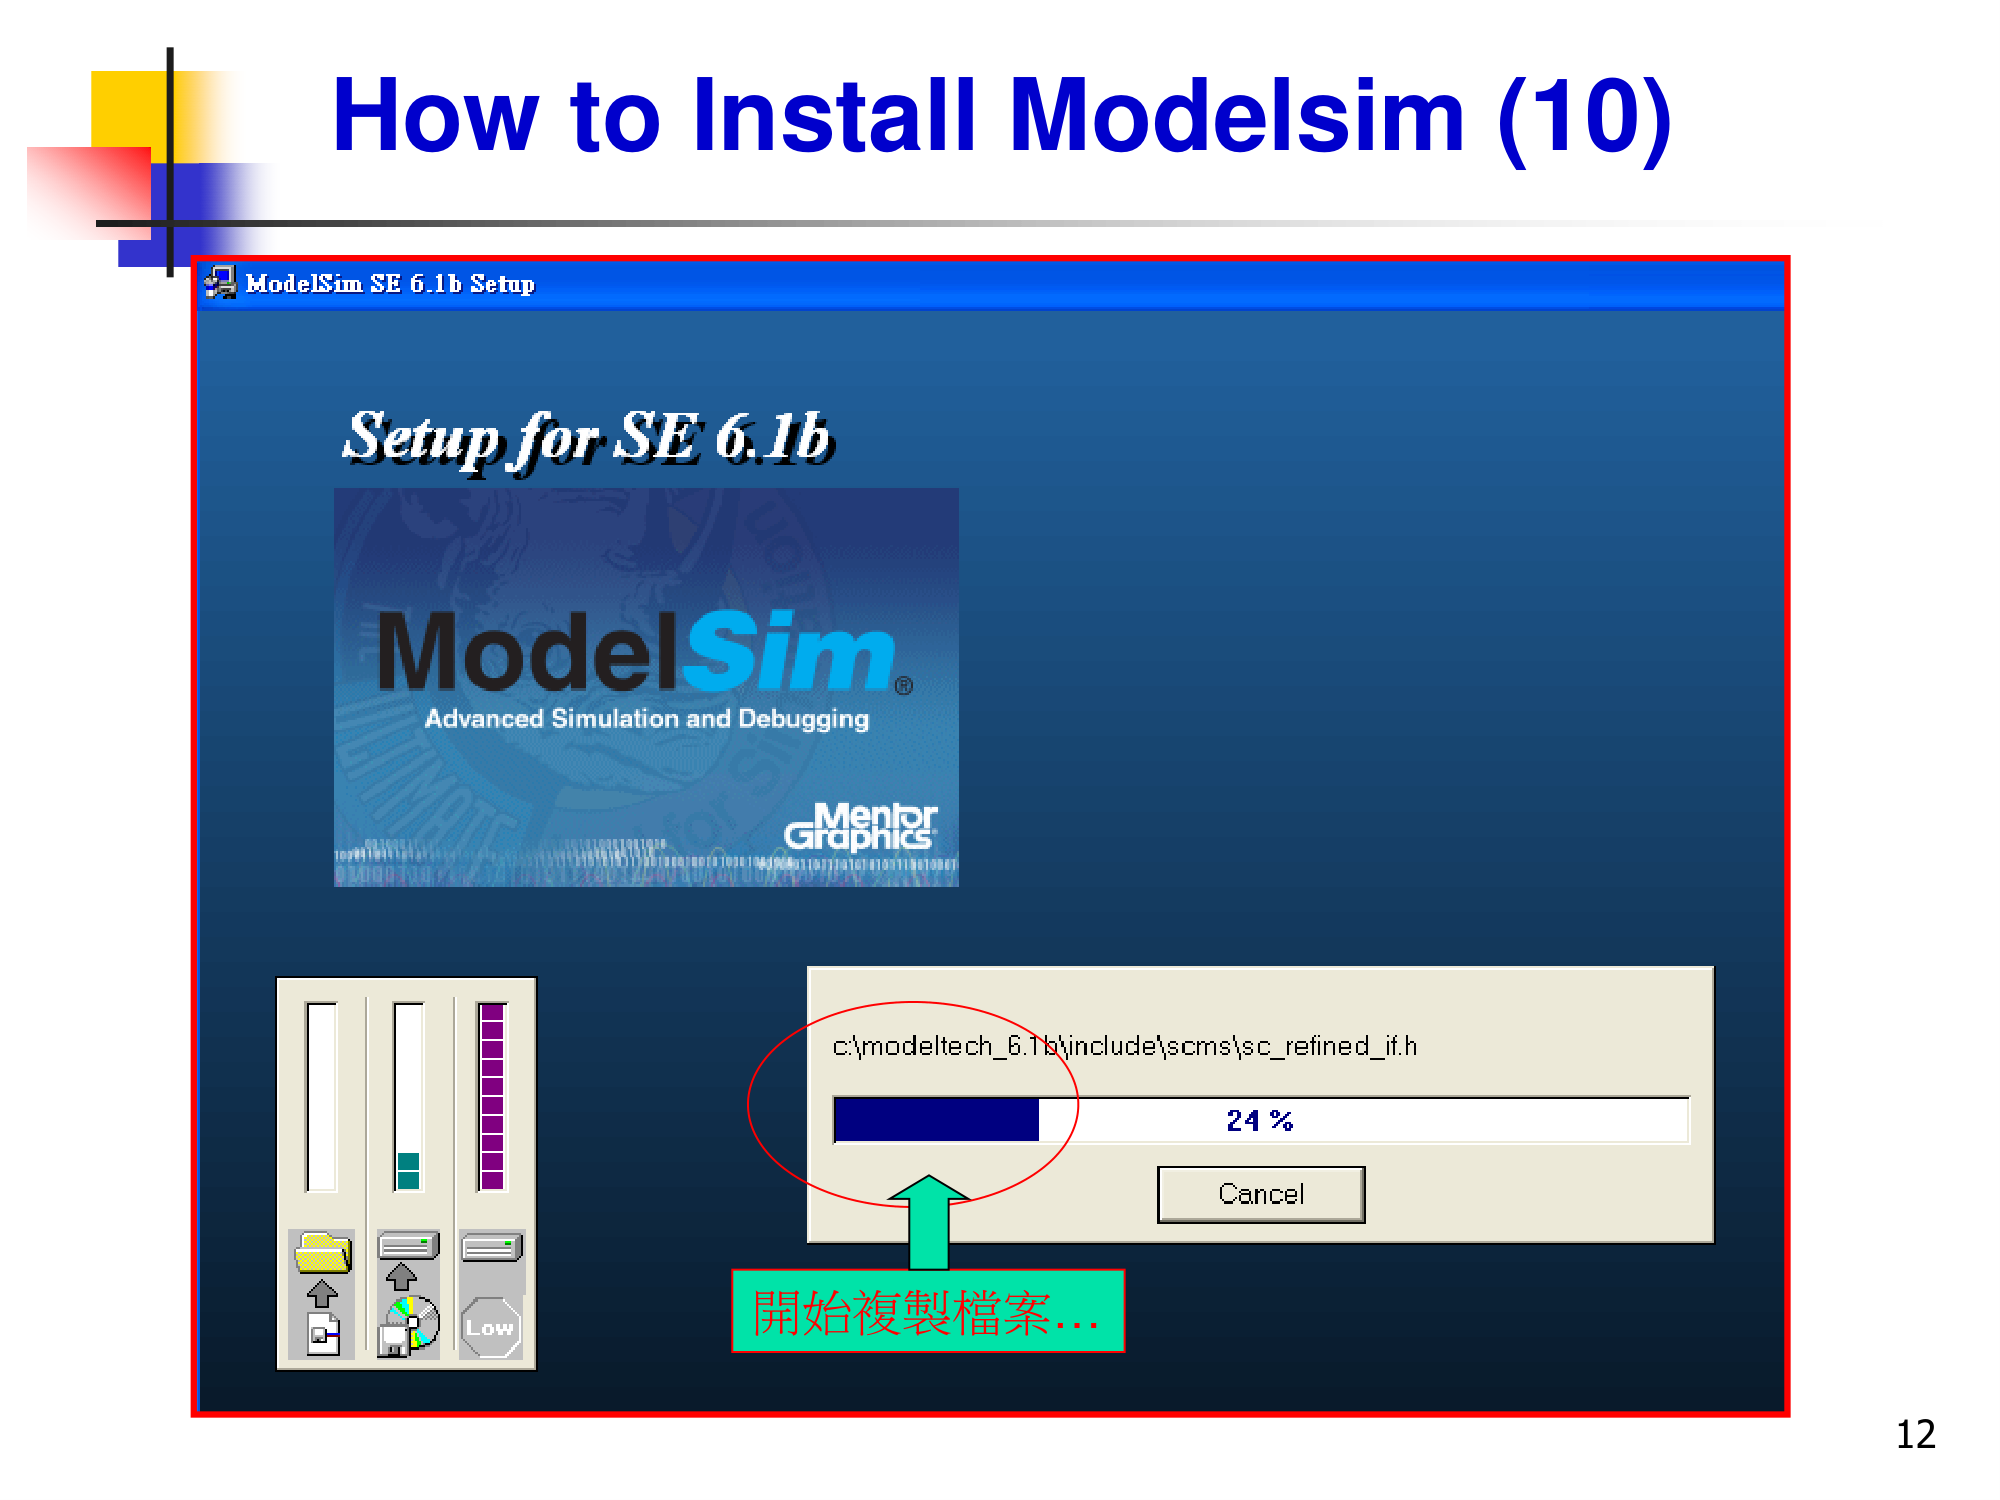 How to Install Modelsim (10)
ModelSim SE 6.1b Setup
Setup for SE 6.1b
ModelSim®
Advanced Simulation and Debugging
Mentor
Graphics
c:\modeltech_6.1b\include\scms\sc_refined_if.h
24 %
Cancel
Low
開始複製檔案...
12